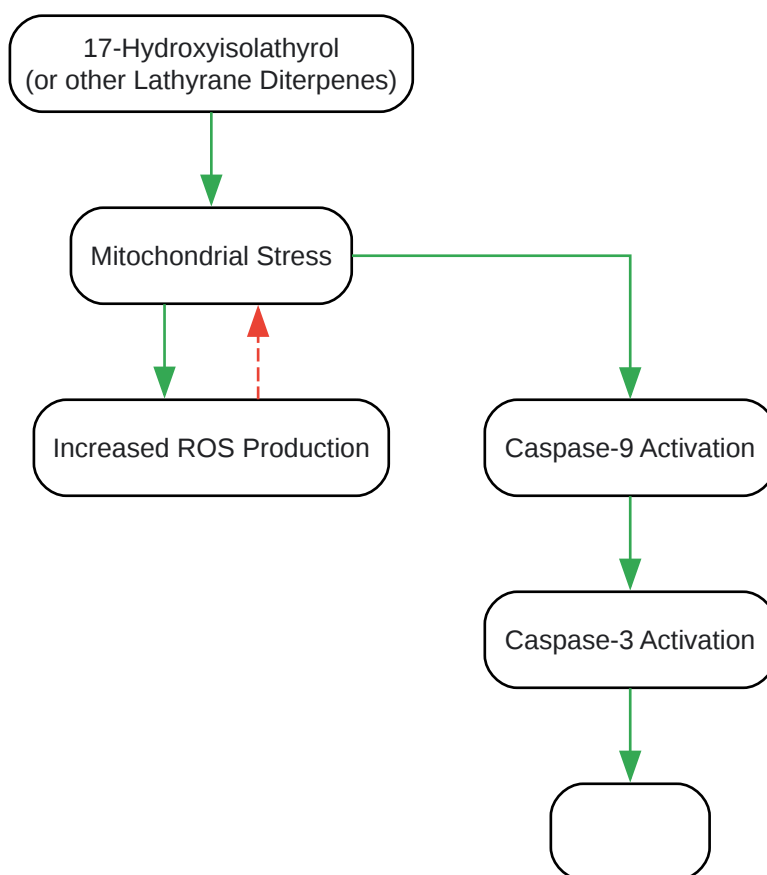 17-Hydroxyisolathyrol
(or other Lathyrane Diterpenes)
Mitochondrial Stress
Increased ROS Production
Caspase-9 Activation
Caspase-3 Activation